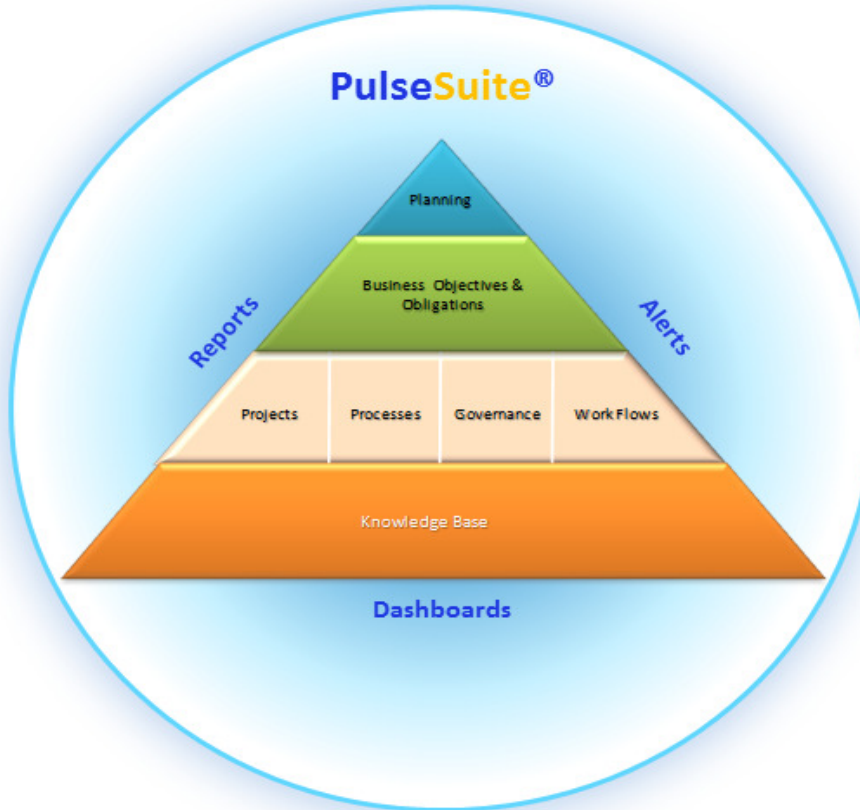 PulseSuite®
Planning
Business Objectives &
Obligations
Reports
Alerts
Projects
Processes
Governance
Work Flows
Knowledge Base
Dashboards